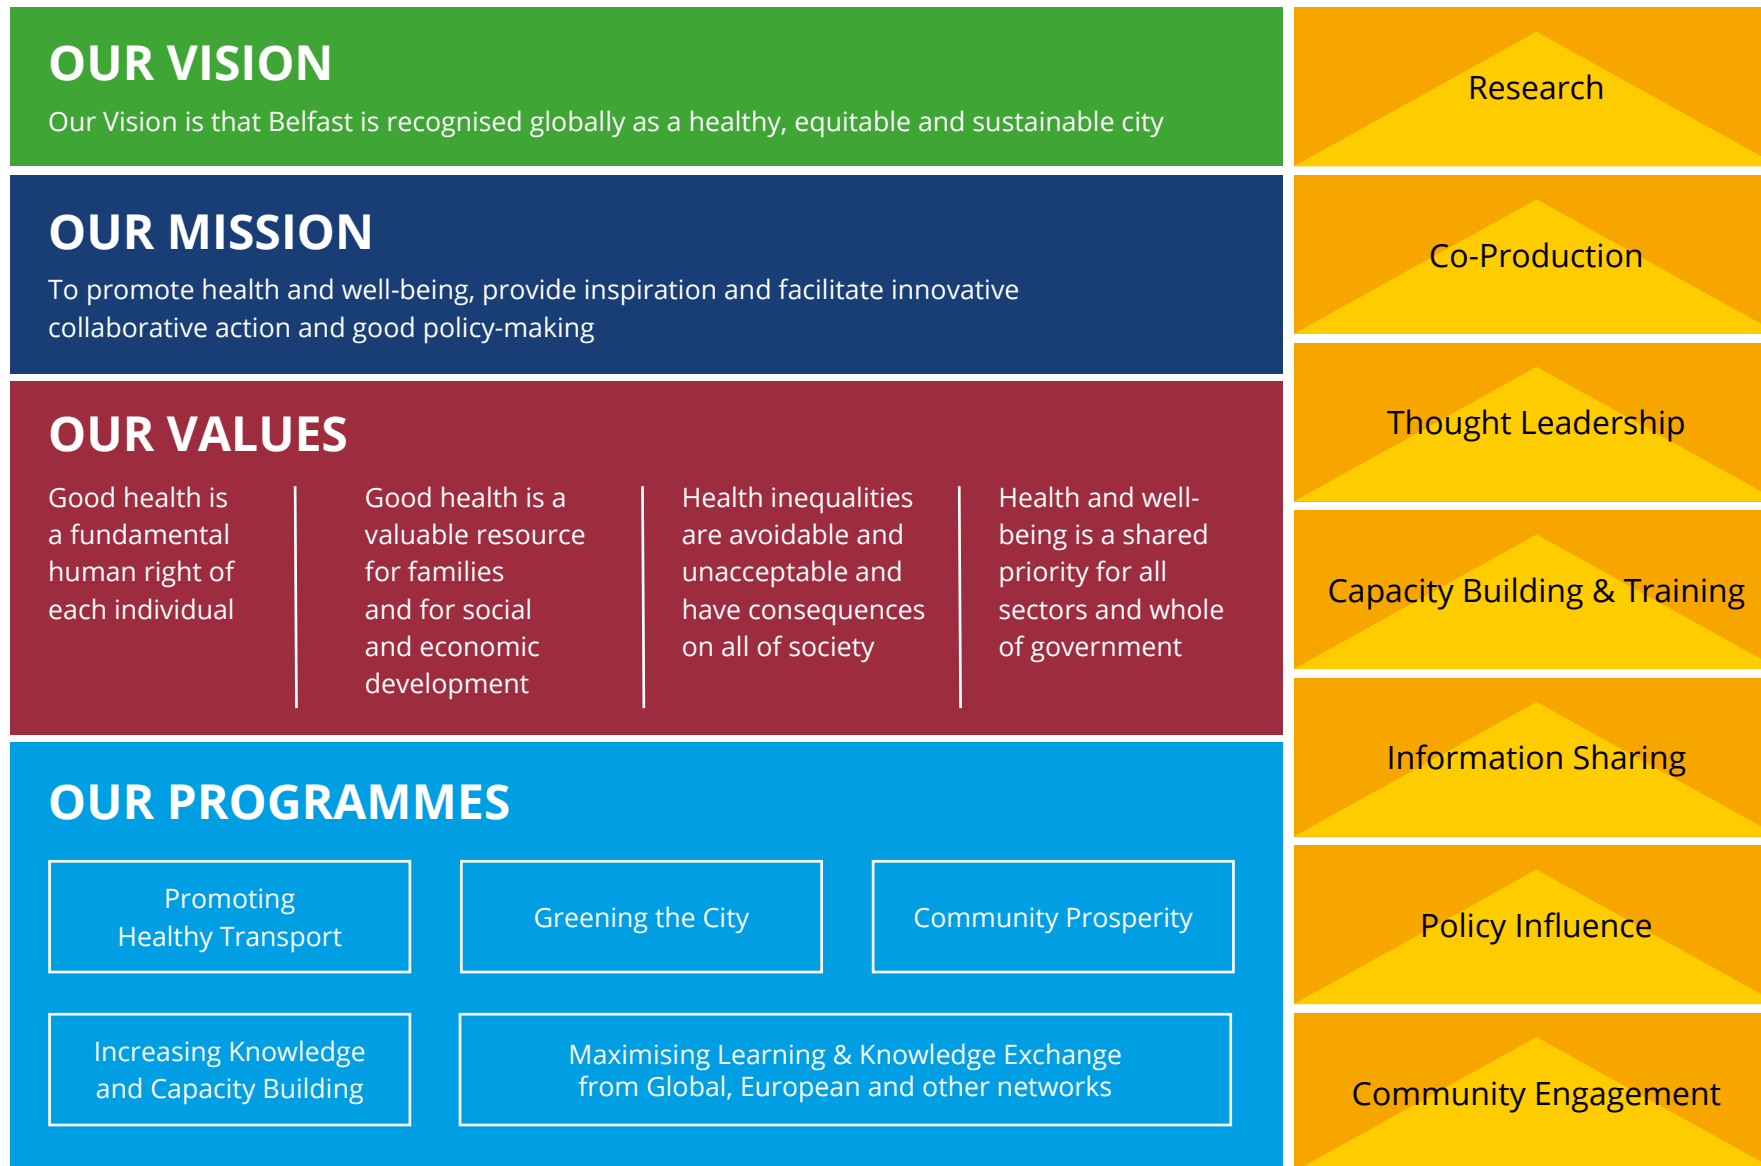 OUR VISION
Our Vision is that Belfast is recognised globally as a healthy, equitable and sustainable city
OUR MISSION
To promote health and well-being, provide inspiration and facilitate innovative
collaborative action and good policy-making
OUR VALUES
Good health is
a fundamental
human right of
each individual
Good health is a
valuable resource
for families
and for social
and economic
development
Health inequalities
are avoidable and
unacceptable and
have consequences
on all of society
Health and well-
being is a shared
priority for all
sectors and whole
of government
OUR PROGRAMMES
Promoting
Healthy Transport
Greening the City
Community Prosperity
Increasing Knowledge
and Capacity Building
Maximising Learning & Knowledge Exchange
from Global, European and other networks
Research
Co-Production
Thought Leadership
Capacity Building & Training
Information Sharing
Policy Influence
Community Engagement